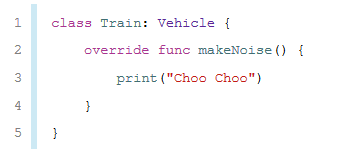 1 class Train: Vehicle {
2     override func makeNoise() {
3         print("Choo Choo")
4     }
5 }